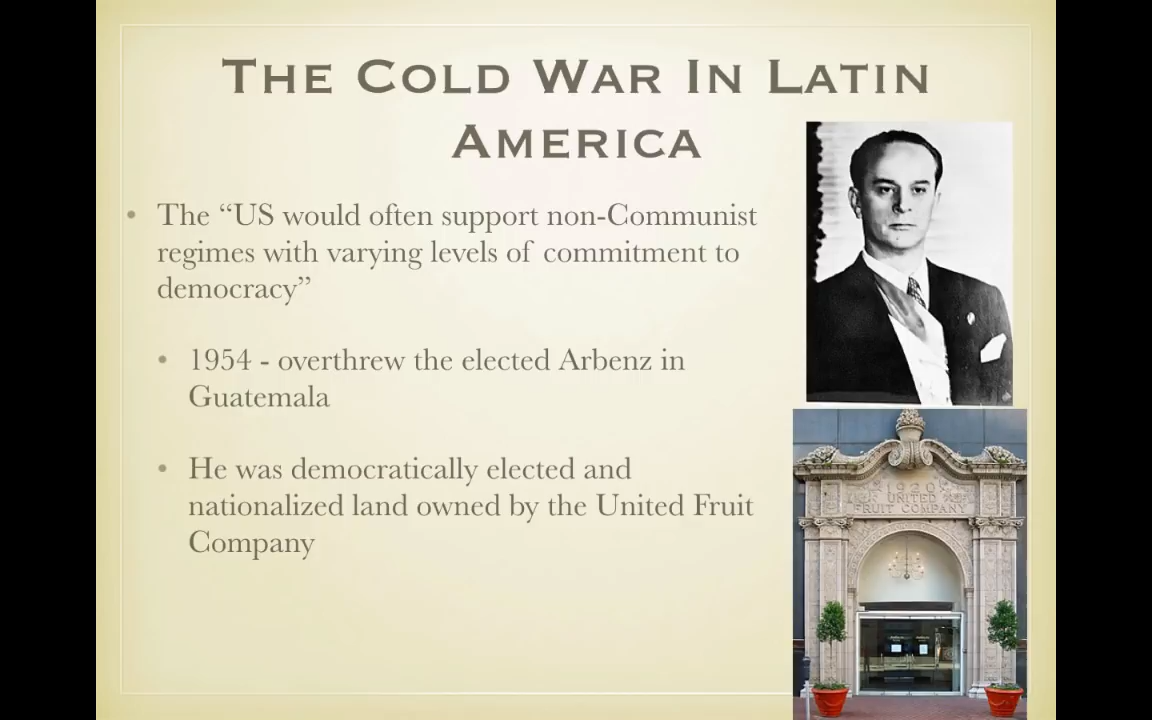 The Cold War In Latin
America
• The “US would often support non-Communist
regimes with varying levels of commitment to
democracy”
• 1954 - overthrew the elected Arbenz in
Guatemala
• He was democratically elected and
nationalized land owned by the United Fruit
Company
1920
UNITED
FRUIT COMPANY